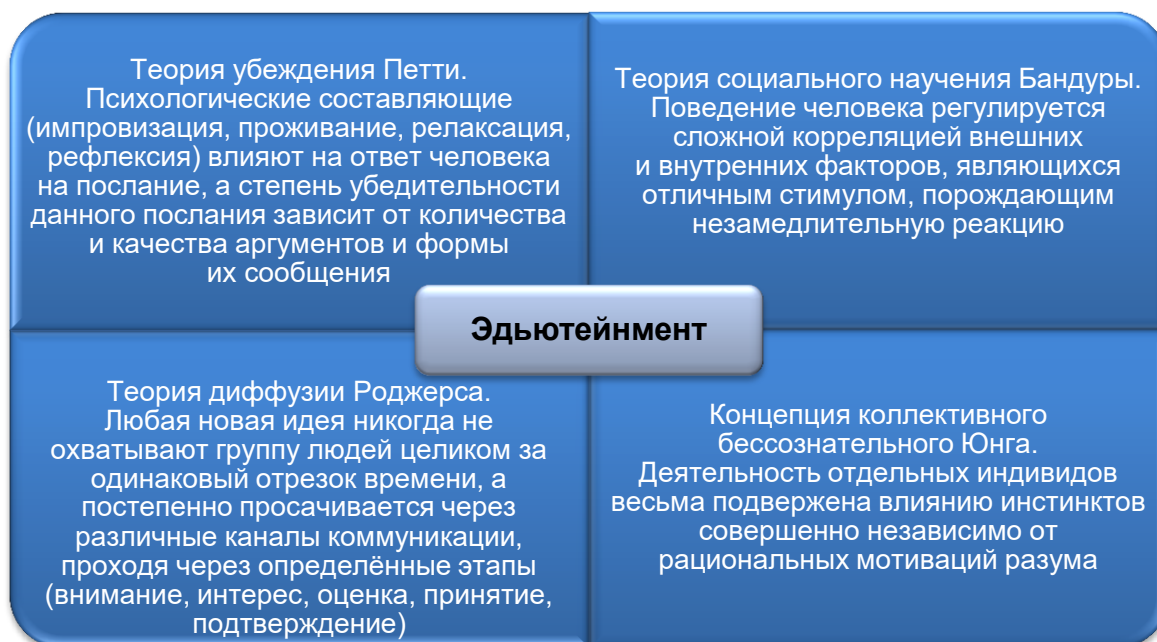 Теория убеждения Петти.
Психологические составляющие
(импровизация, проживание, релаксация,
рефлексия) влияют на ответ человека
на послание, а степень убедительности
данного послания зависит от количества
и качества аргументов и формы
их сообщения
Теория социального научения Бандуры.
Поведение человека регулируется
сложной корреляцией внешних
и внутренних факторов, являющихся
отличным стимулом, порождающим
незамедлительную реакцию
Эдьютейнмент
Теория диффузии Роджерса.
Любая новая идея никогда не
охватывают группу людей целиком за
одинаковый отрезок времени, а
постепенно просачивается через
различные каналы коммуникации,
проходя через определённые этапы
(внимание, интерес, оценка, принятие,
подтверждение)
Концепция коллективного
бессознательного Юнга.
Деятельность отдельных индивидов
весьма подвержена влиянию инстинктов
совершенно независимо от
рациональных мотиваций разума